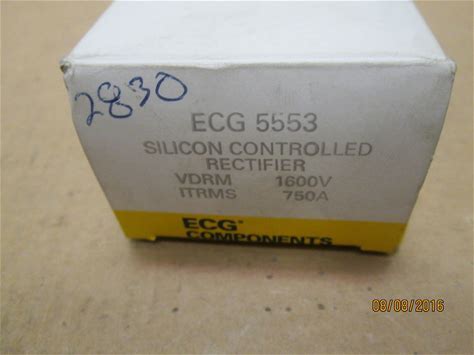 2830
ECG 5553
SILICON CONTROLLED
RECTIFIER
VDRM 1600V
ITRMS 750A
ECG®
COMPONENTS
09/09/2016